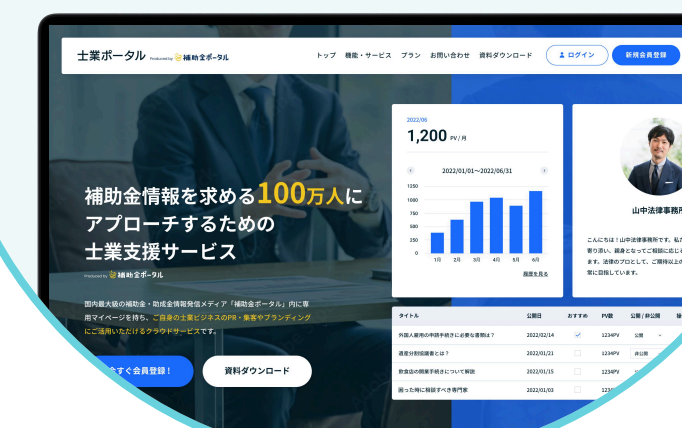 士業ポータル Produced by 補助金ポータル
トップ 機能・サービス プラン お問い合わせ 資料ダウンロード ログイン 新規会員登録
補助金情報を求める100万人に
アプローチするための
士業支援サービス
Produced by 補助金ポータル
国内最大級の補助金・助成金情報発信メディア「補助金ポータル」内に専
用マイページを持ち、ご自身の士業ビジネスのPR・集客やブランディング
にご活用いただけるクラウドサービスです。
今すぐ会員登録！ 資料ダウンロード
2022/06
1,200 PV / 月
2022/01/01〜2022/06/31
1250
1000
750
500
250
0
1月 2月 3月 4月 5月 6月
履歴を見る
山中法律事務所
こんにちは！山中法律事務所です。私た
寄り添い、親身となってご相談に応じ
ます。法律のプロとして、ご期待以上の
常に目指しています。
タイトル 公開日 おすすめ PV数 公開 / 非公開
外国人雇用の申請手続きに必要な書類は？ 2022/02/14 1234PV 公開
遺産分割協議書とは？ 2022/01/21 1234PV 非公開
飲食店の開業手続きについて解説 2022/01/15 1234PV
困った時に相談すべき専門家 2022/01/03